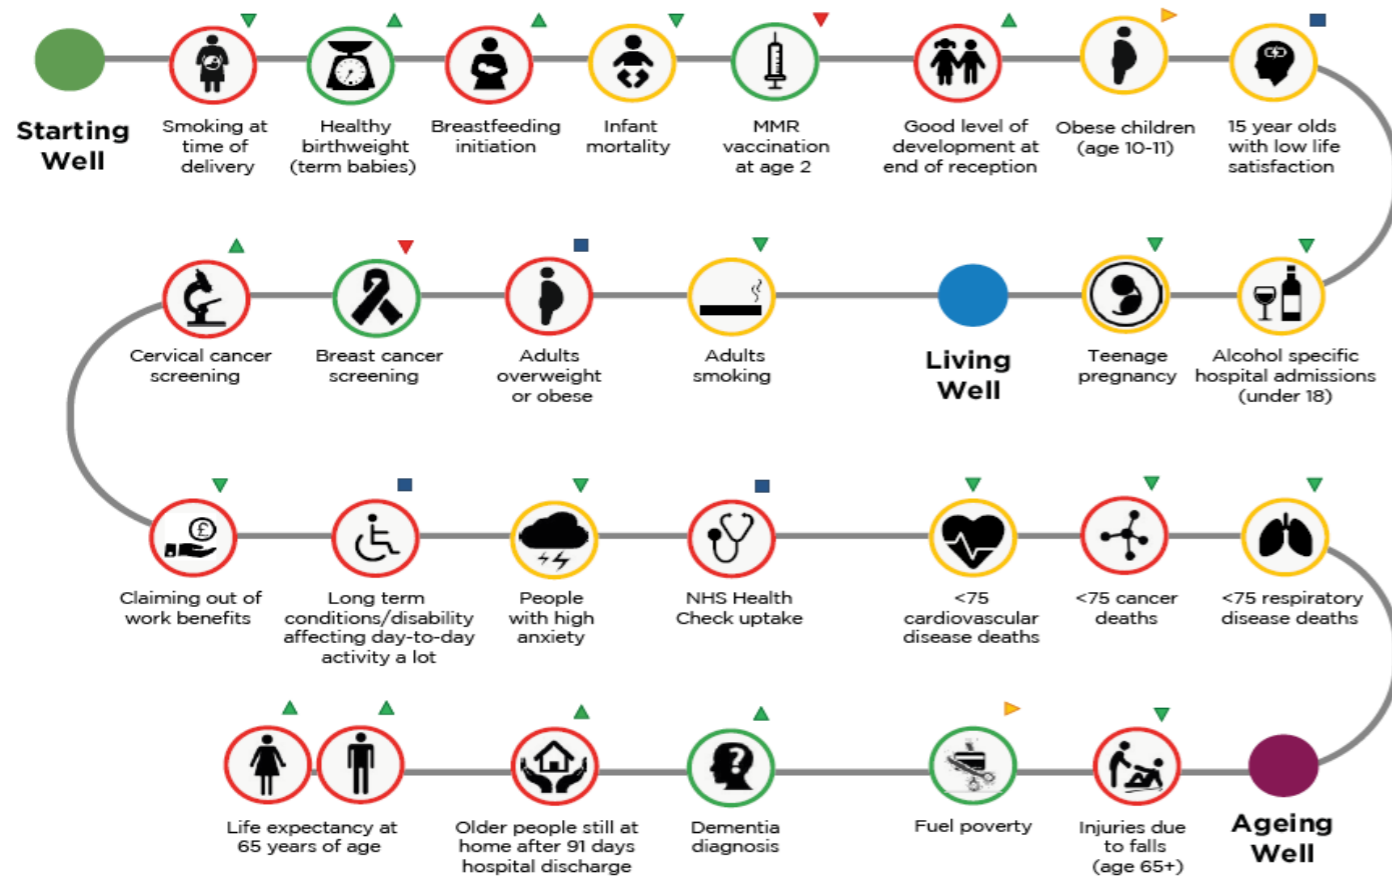 Starting
Well
Smoking at
time of
delivery
Healthy
birthweight
(term babies)
Breastfeeding
initiation
Infant
mortality
MMR
vaccination
at age 2
Good level of
development at
end of reception
Obese children
(age 10-11)
15 year olds
with low life
satisfaction
Cervical cancer
screening
Breast cancer
screening
Adults
overweight
or obese
Adults
smoking
Living
Well
Teenage
pregnancy
Alcohol specific
hospital admissions
(under 18)
£
Claiming out of
work benefits
Long term
conditions/disability
affecting day-to-day
activity a lot
People
with high
anxiety
NHS Health
Check uptake
<75
cardiovascular
disease deaths
<75 cancer
deaths
<75 respiratory
disease deaths
Life expectancy at
65 years of age
Older people still at
home after 91 days
hospital discharge
?
Dementia
diagnosis
Fuel poverty
Injuries due
to falls
(age 65+)
Ageing
Well